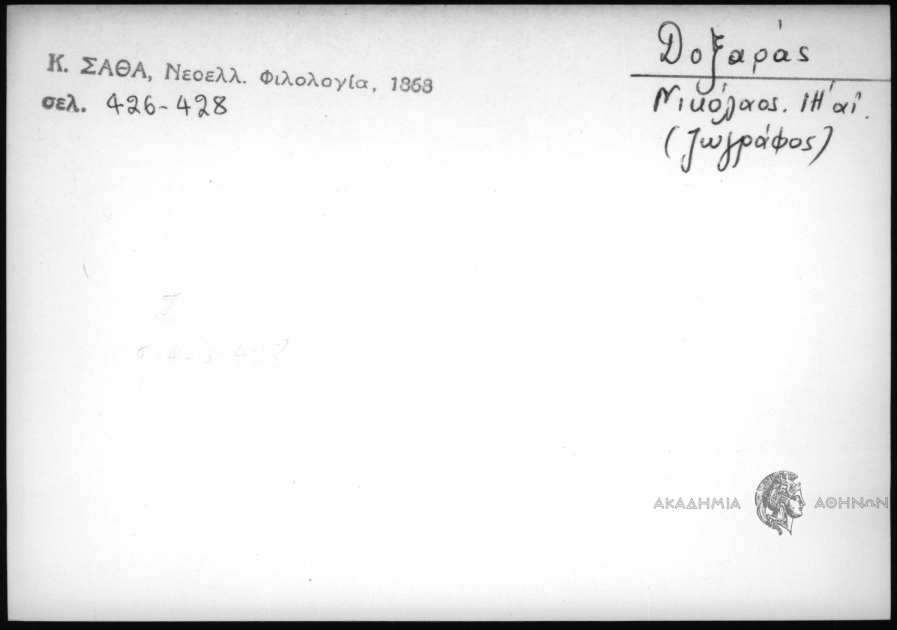 Κ. ΣΑΘΑ, Νεοελλ. Φιλολογία, 1868
σελ. 426-428
Δοξαράς
Νικόλαος. ΙΗ' αἰ.
(ζωγράφος)
ΑΚΑΔΗΜΙΑ ΑΘΗΝΩΝ